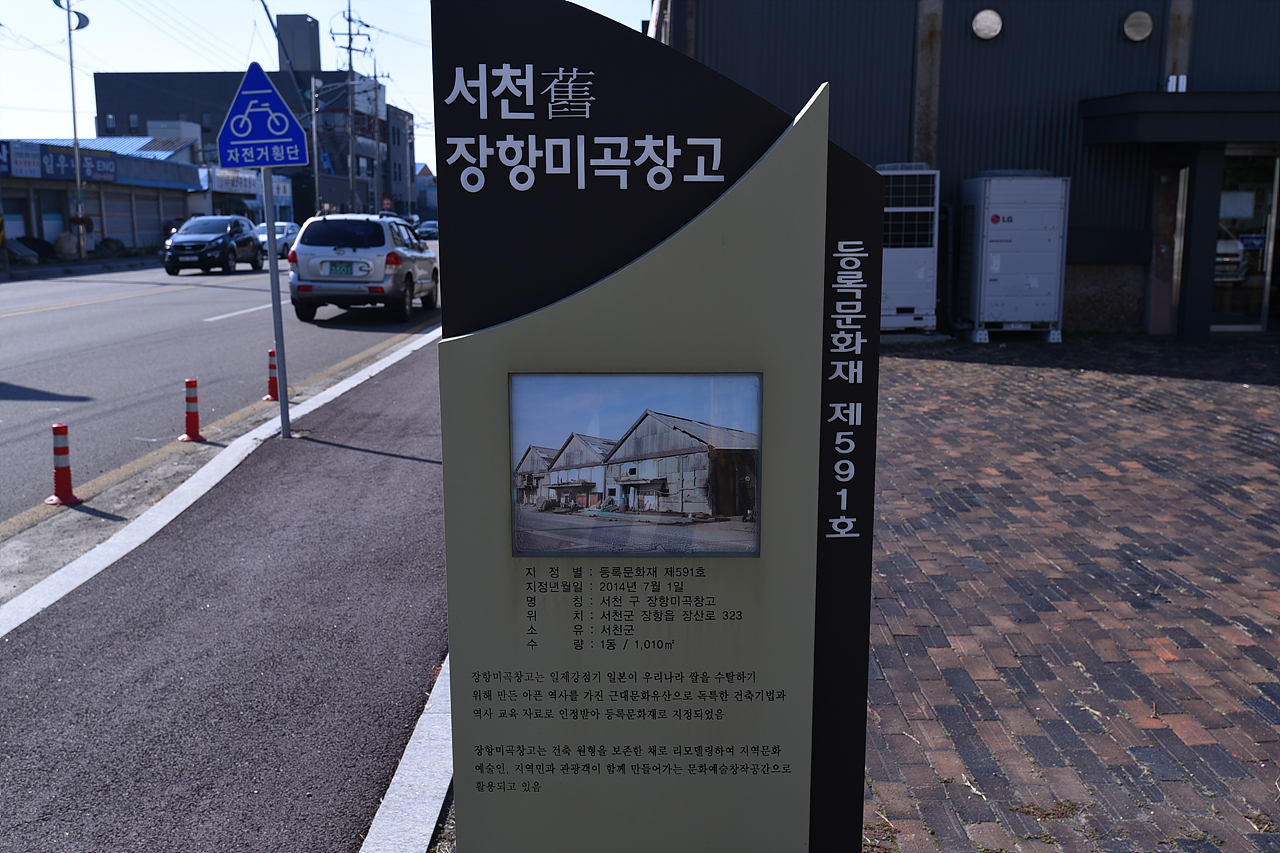 서천舊
장항미곡창고
등록문화재 제591호
지 정 별 : 등록문화재 제591호
지정년월일 : 2014년 7월 1일
명 칭 : 서천 구 장항미곡창고
위 치 : 서천군 장항읍 장산로 323
소 유 : 서천군
수 량 : 1동 / 1,010㎡
장항미곡창고는 일제강점기 일본이 우리나라 쌀을 수탈하기
위해 만든 아픈 역사를 가진 근대문화유산으로 독특한 건축기법과
역사 교육 자료로 인정받아 등록문화재로 지정되었음
장항미곡창고는 건축 원형을 보존한 채로 리모델링하여 지역문화
예술인, 지역민과 관광객이 함께 만들어가는 문화예술창작공간으로
활용되고 있음
자전거횡단
LG